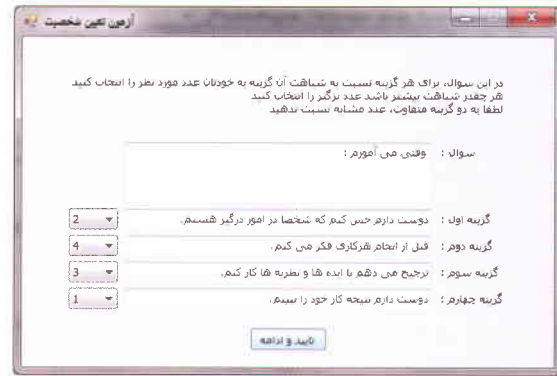 آزمون تعیین شخصیت
در این سوال، برای هر گزینه نسبت به شباهت آن گزینه به خودتان عدد مورد نظر را انتخاب کنید
هر چقدر شباهت بیشتر باشد عدد بزگتر را انتخاب کنید
لطفا به دو گزینه متفاوت، عدد مشابه نسبت ندهید
سوال : وقتی می آموزم :
گزینه اول : دوست دارم حس کنم که شخصا در امور درگیر هستیم. 2
گزینه دوم : قبل از انجام هرکاری فکر می کنم. 4
گزینه سوم : ترجیح می دهم با ایده ها و نظریه ها کار کنم. 3
گزینه چهارم : دوست دارم نتیجه کار خود را ببینم. 1
تایید و ادامه